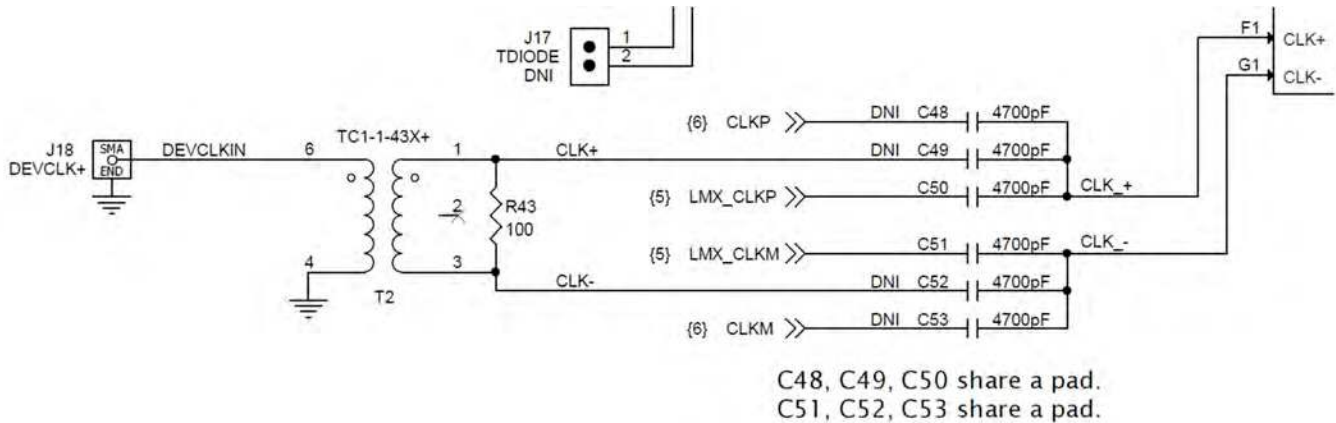 J17
TDIODE
DNI
1
2
F1
CLK+
G1
CLK-
{6} CLKP
DNI C48 4700pF
J18
DEVCLK+
SMA
END
DEVCLKIN
6
TC1-1-43X+
1
CLK+
DNI C49 4700pF
2
R43
100
{5} LMX_CLKP
C50 4700pF
CLK_+
{5} LMX_CLKM
C51 4700pF
CLK_-
4
3
T2
CLK-
DNI C52 4700pF
{6} CLKM
DNI C53 4700pF
C48, C49, C50 share a pad.
C51, C52, C53 share a pad.